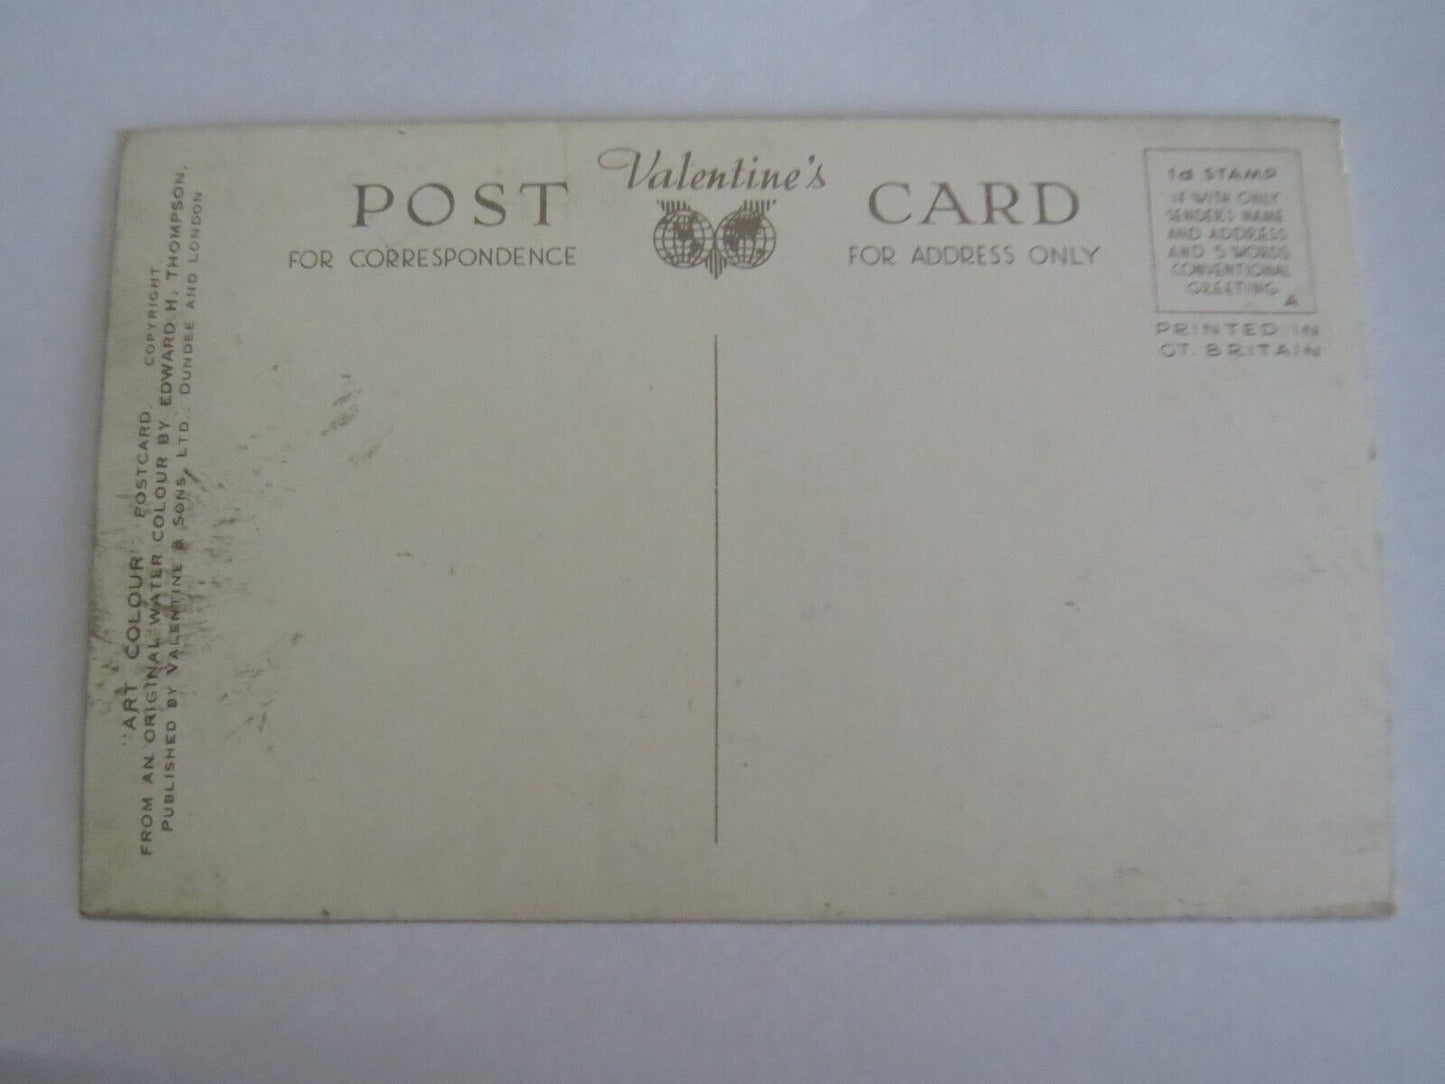 Valentine's
POST CARD
FOR CORRESPONDENCE
FOR ADDRESS ONLY
1d STAMP
IF WITH ONLY
SENDER'S NAME
AND ADDRESS
AND 5 WORDS
CONVENTIONAL
GREETING
A
PRINTED IN
GT. BRITAIN
"ART COLOUR" POSTCARD COPYRIGHT
FROM AN ORIGINAL WATER COLOUR BY EDWARD H. THOMPSON,
PUBLISHED BY VALENTINE & SONS, LTD., DUNDEE AND LONDON